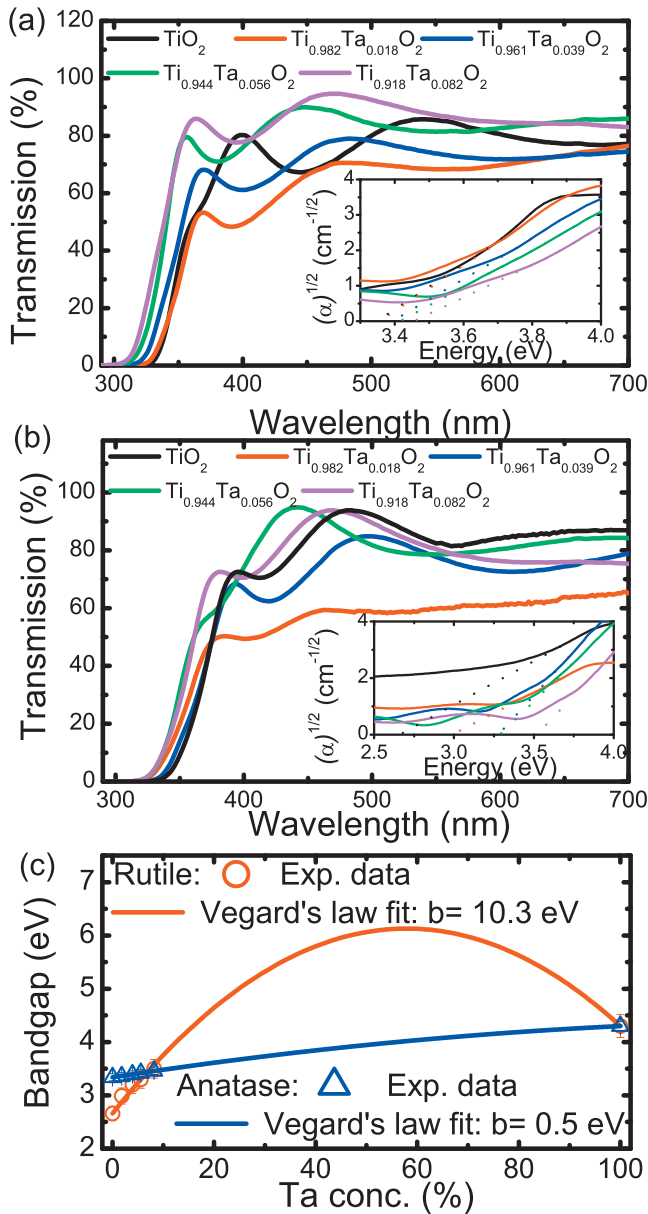 (a)
TiO2 Ti0.982Ta0.018O2 Ti0.961Ta0.039O2
Ti0.944Ta0.056O2 Ti0.918Ta0.082O2
Transmission (%)
120
100
80
60
40
20
0
(α)^1/2 (cm^-1/2)
4
3
2
1
0
3.4 3.6 3.8 4.0
Energy (eV)
300 400 500 600 700
Wavelength (nm)
(b)
TiO2 Ti0.982Ta0.018O2 Ti0.961Ta0.039O2
Ti0.944Ta0.056O2 Ti0.918Ta0.082O2
Transmission (%)
100
80
60
40
20
0
(α)^1/2 (cm^-1/2)
4
2
0
2.5 3.0 3.5 4.0
Energy (eV)
300 400 500 600 700
Wavelength (nm)
(c)
Bandgap (eV)
7
6
5
4
3
2
Rutile: Exp. data
Vegard's law fit: b= 10.3 eV
Anatase: Exp. data
Vegard's law fit: b= 0.5 eV
0 20 40 60 80 100
Ta conc. (%)